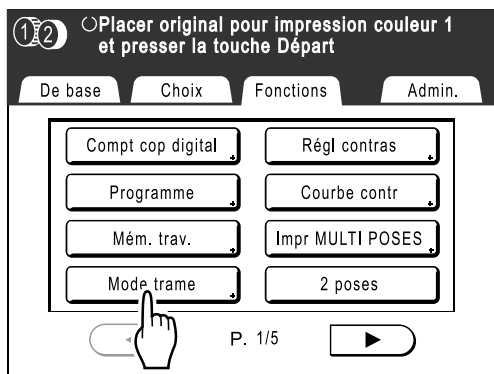 12 Placer original pour impression couleur 1
et presser la touche Départ
De base Choix Fonctions Admin.
Compt cop digital Régl contras
Programme Courbe contr
Mém. trav. Impr MULTI POSES
Mode trame 2 poses
P. 1/5